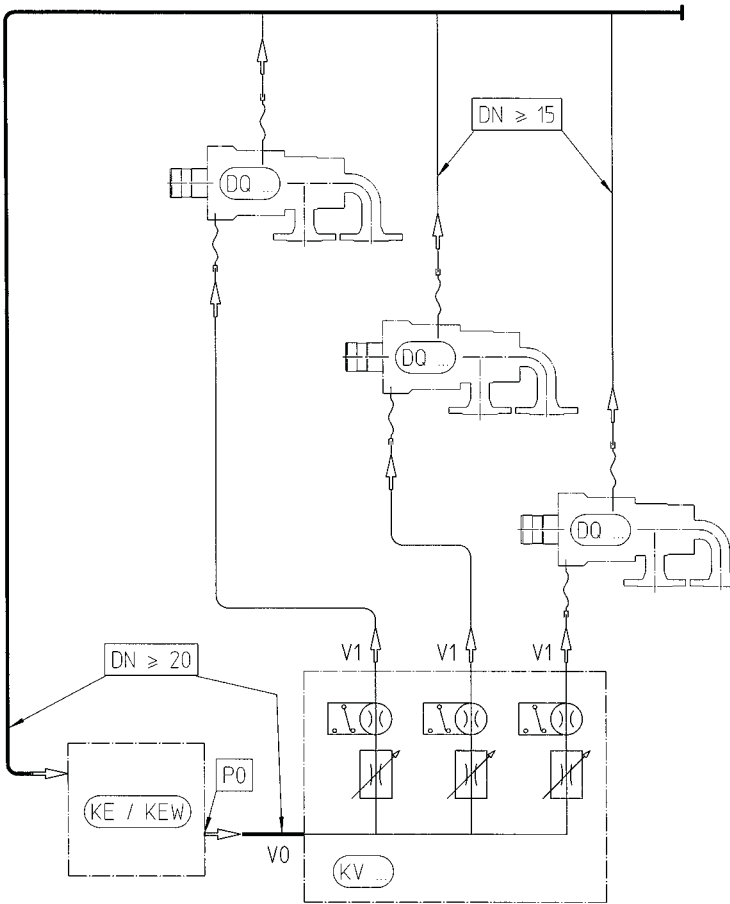 DN ≥ 15
DQ ...
DQ ...
DQ ...
V1
V1
V1
DN ≥ 20
P0
KE / KEW
V0
KV ...